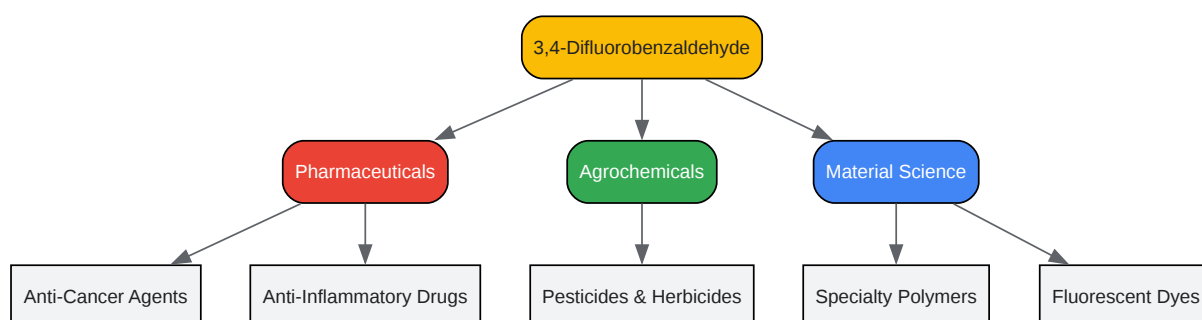 3,4-Difluorobenzaldehyde
Pharmaceuticals
Agrochemicals
Material Science
Anti-Cancer Agents
Anti-Inflammatory Drugs
Pesticides & Herbicides
Specialty Polymers
Fluorescent Dyes